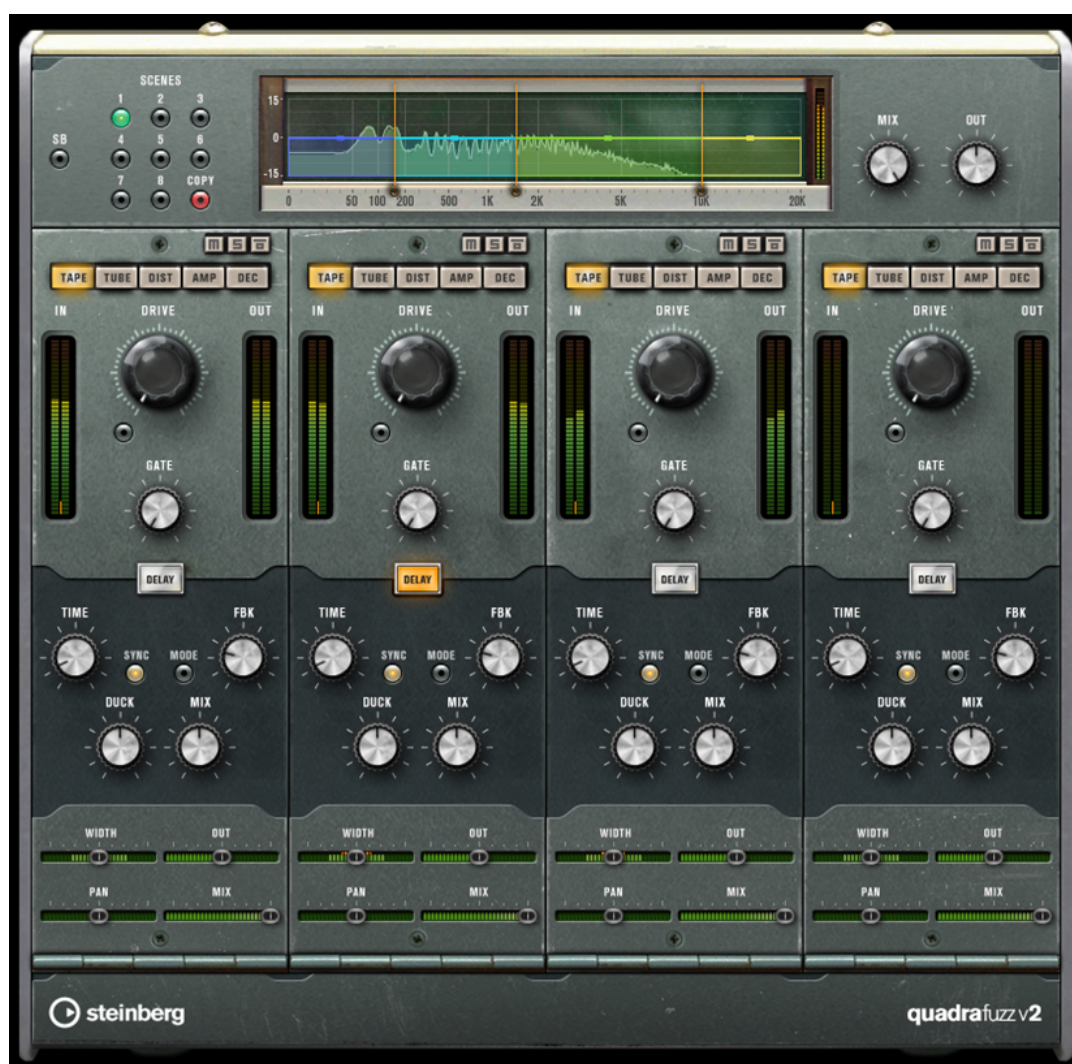 SCENES
1 2 3
SB
4 5 6
7 8 COPY
15
0
-15
0 50 100 200 500 1K 2K 5K 10K 20K
MIX OUT
M S M S M S M S
TAPE TUBE DIST AMP DEC TAPE TUBE DIST AMP DEC TAPE TUBE DIST AMP DEC TAPE TUBE DIST AMP DEC
IN DRIVE OUT IN DRIVE OUT IN DRIVE OUT IN DRIVE OUT
GATE GATE GATE GATE
DELAY DELAY DELAY DELAY
TIME FBK TIME FBK TIME FBK TIME FBK
SYNC MODE SYNC MODE SYNC MODE SYNC MODE
DUCK MIX DUCK MIX DUCK MIX DUCK MIX
WIDTH OUT WIDTH OUT WIDTH OUT WIDTH OUT
PAN MIX PAN MIX PAN MIX PAN MIX
steinberg quadrafuzz v2